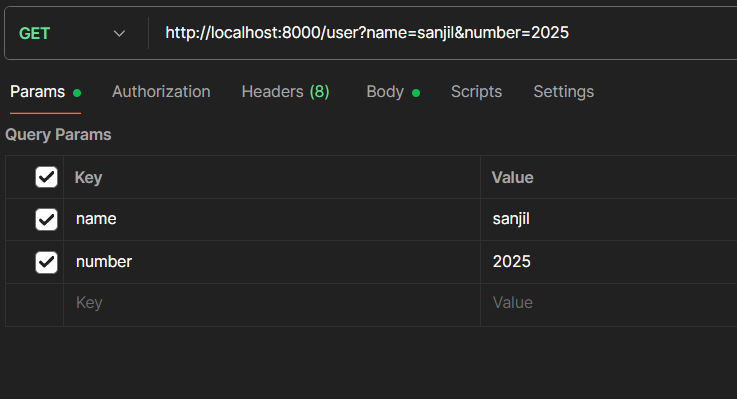 GET http://localhost:8000/user?name=sanjil&number=2025
Params Authorization Headers (8) Body Scripts Settings
Query Params
Key Value
name sanjil
number 2025
Key Value